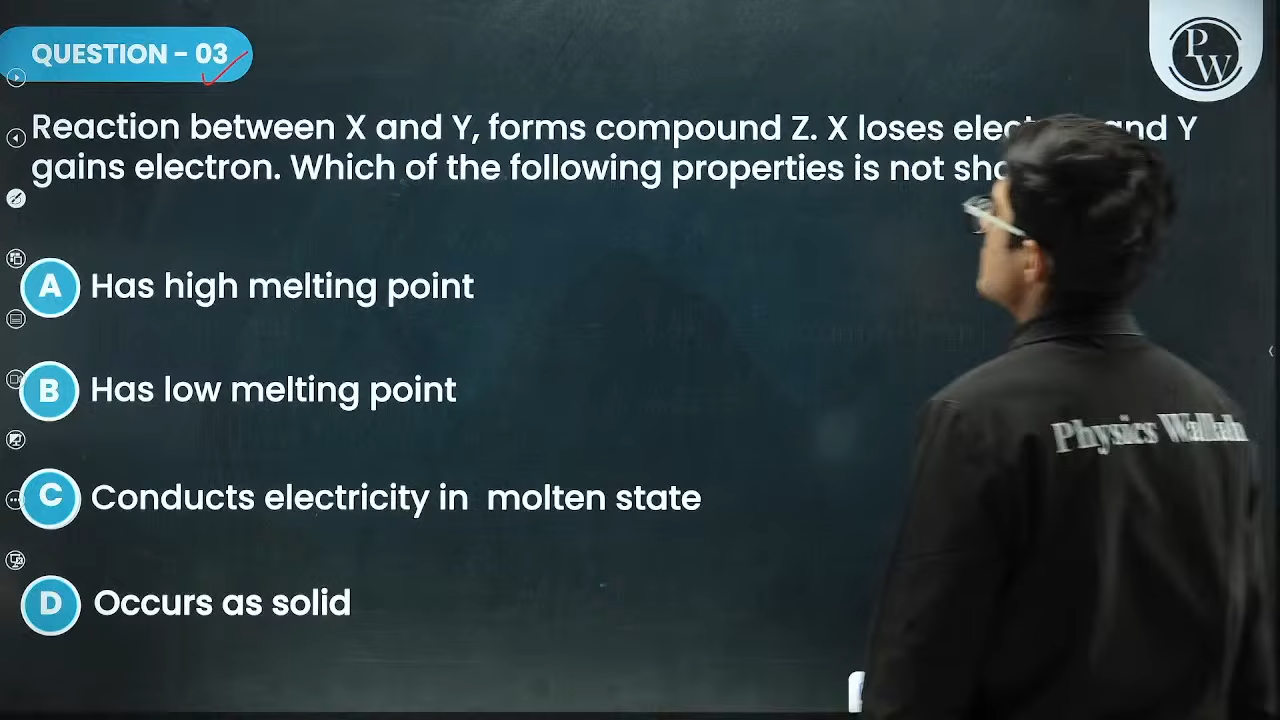 QUESTION - 03
PW
Reaction between X and Y, forms compound Z. X loses and Y
gains electron. Which of the following properties is not
A Has high melting point
B Has low melting point
Physics Wallah
C Conducts electricity in molten state
D Occurs as solid